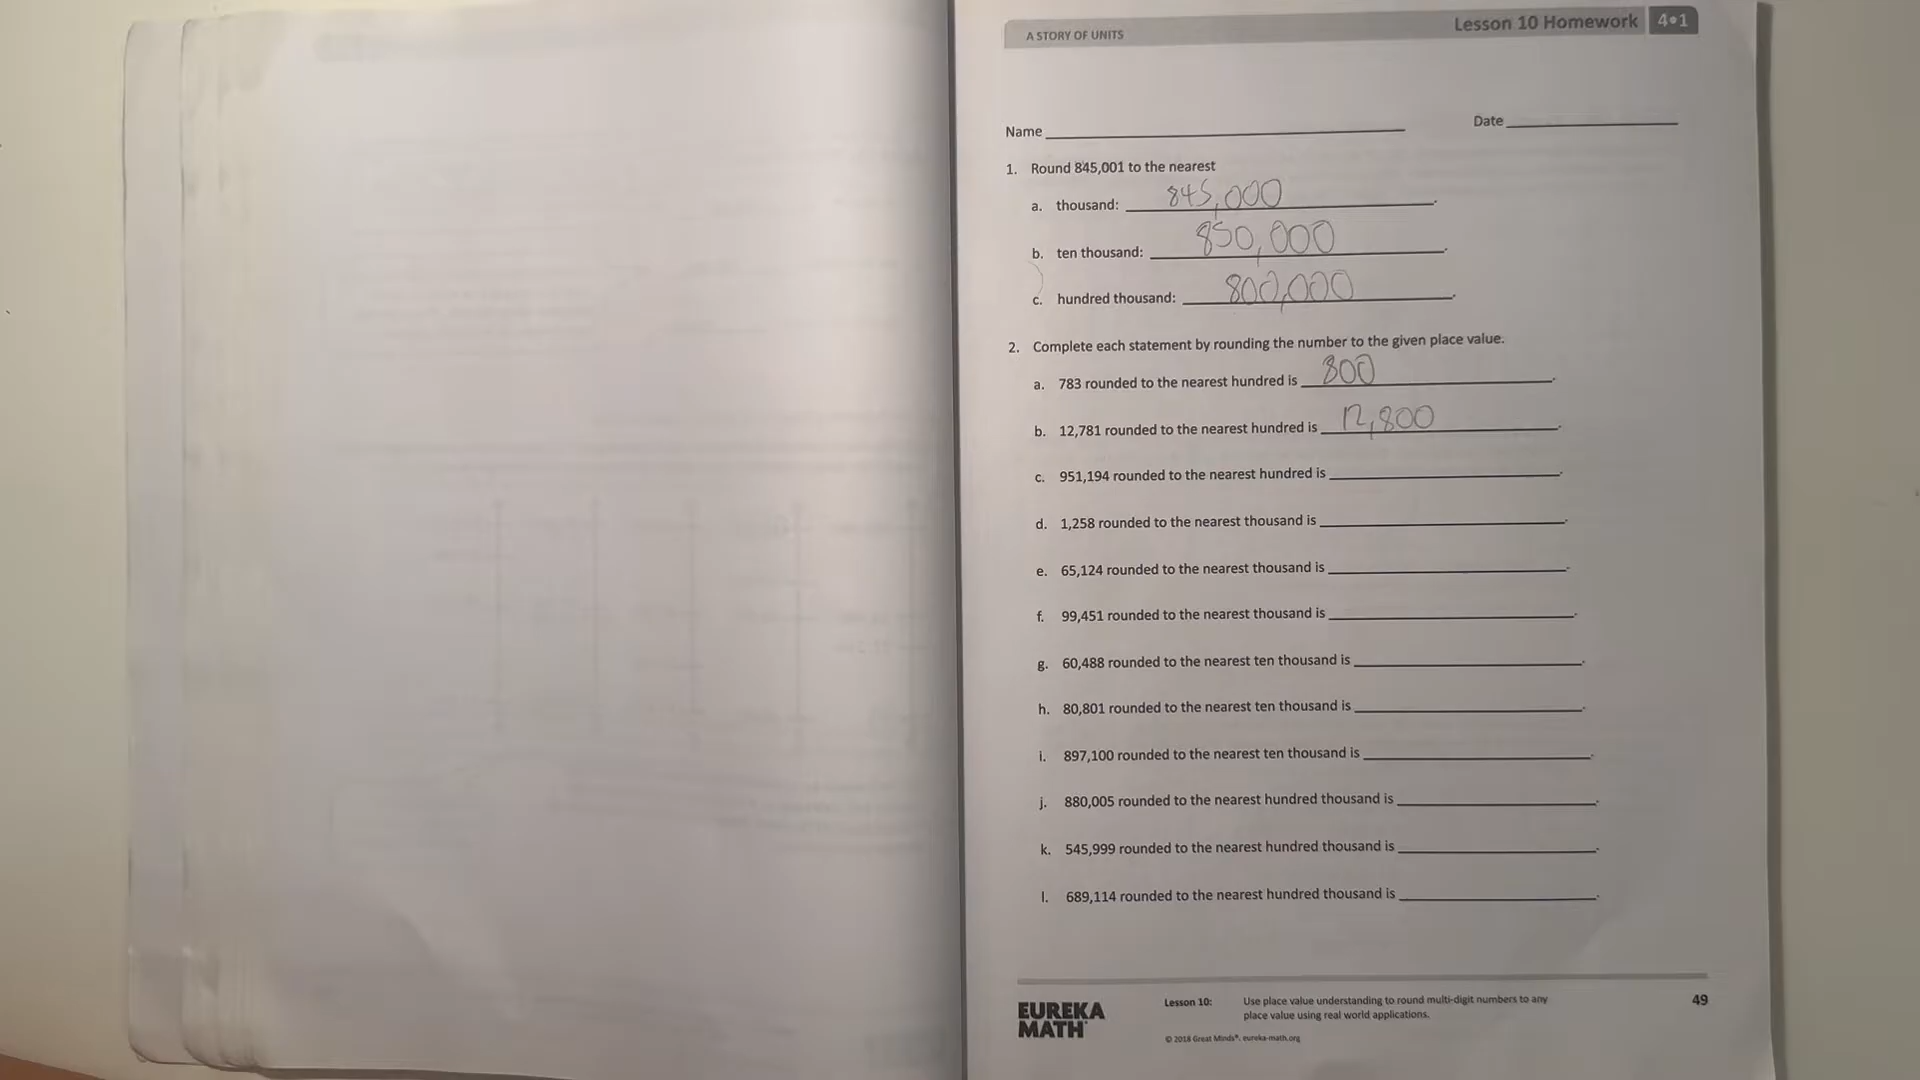 A STORY OF UNITS
Lesson 10 Homework 4•1
Name
Date
1. Round 845,001 to the nearest
a. thousand: 845,000.
b. ten thousand: 850,000.
c. hundred thousand: 800,000.
2. Complete each statement by rounding the number to the given place value.
a. 783 rounded to the nearest hundred is 800.
b. 12,781 rounded to the nearest hundred is 12,800.
c. 951,194 rounded to the nearest hundred is .
d. 1,258 rounded to the nearest thousand is .
e. 65,124 rounded to the nearest thousand is .
f. 99,451 rounded to the nearest thousand is .
g. 60,488 rounded to the nearest ten thousand is .
h. 80,801 rounded to the nearest ten thousand is .
i. 897,100 rounded to the nearest ten thousand is .
j. 880,005 rounded to the nearest hundred thousand is .
k. 545,999 rounded to the nearest hundred thousand is .
l. 689,114 rounded to the nearest hundred thousand is .
EUREKA
MATH
Lesson 10: Use place value understanding to round multi-digit numbers to any
place value using real world applications.
© 2018 Great Minds®. eureka-math.org
49